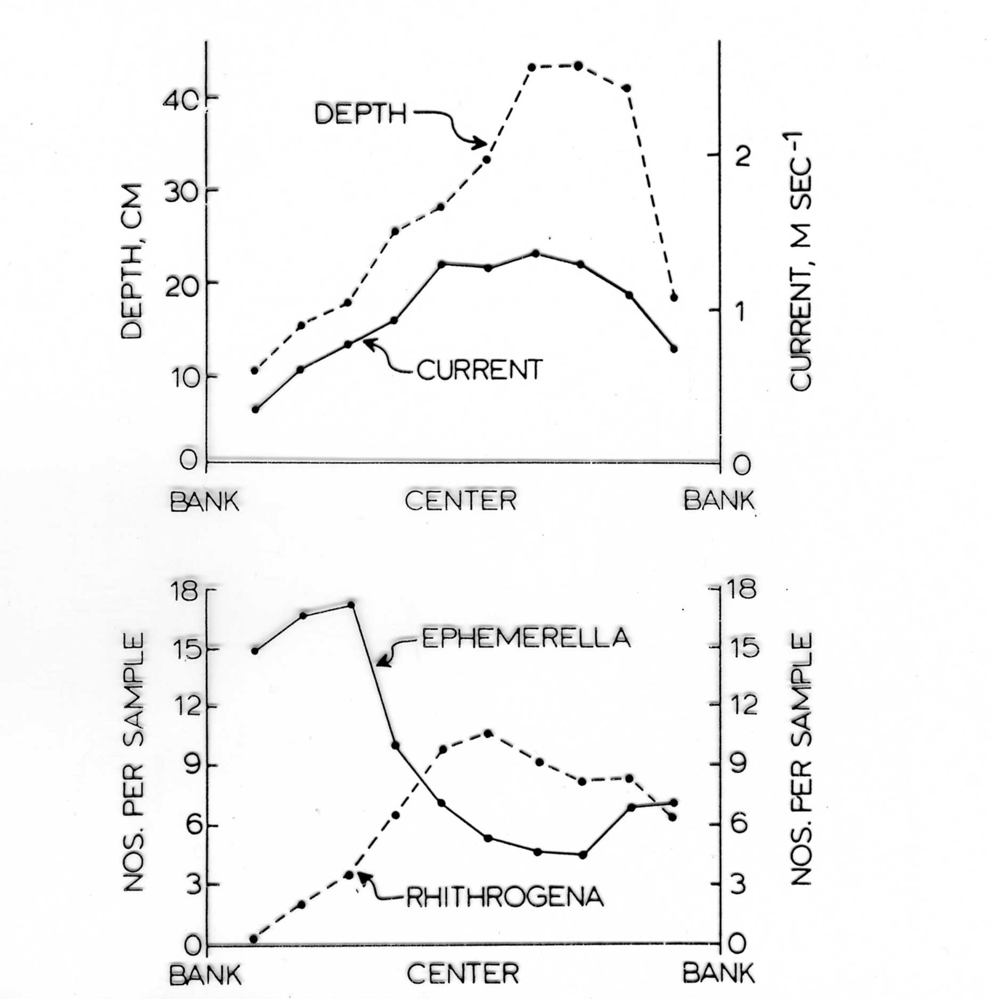 DEPTH, CM
40
30
20
10
0
DEPTH
CURRENT
2
1
0
CURRENT, M SEC-1
BANK CENTER BANK
NOS. PER SAMPLE
18
15
12
9
6
3
0
EPHEMERELLA
RHITHROGENA
18
15
12
9
6
3
0
NOS. PER SAMPLE
BANK CENTER BANK